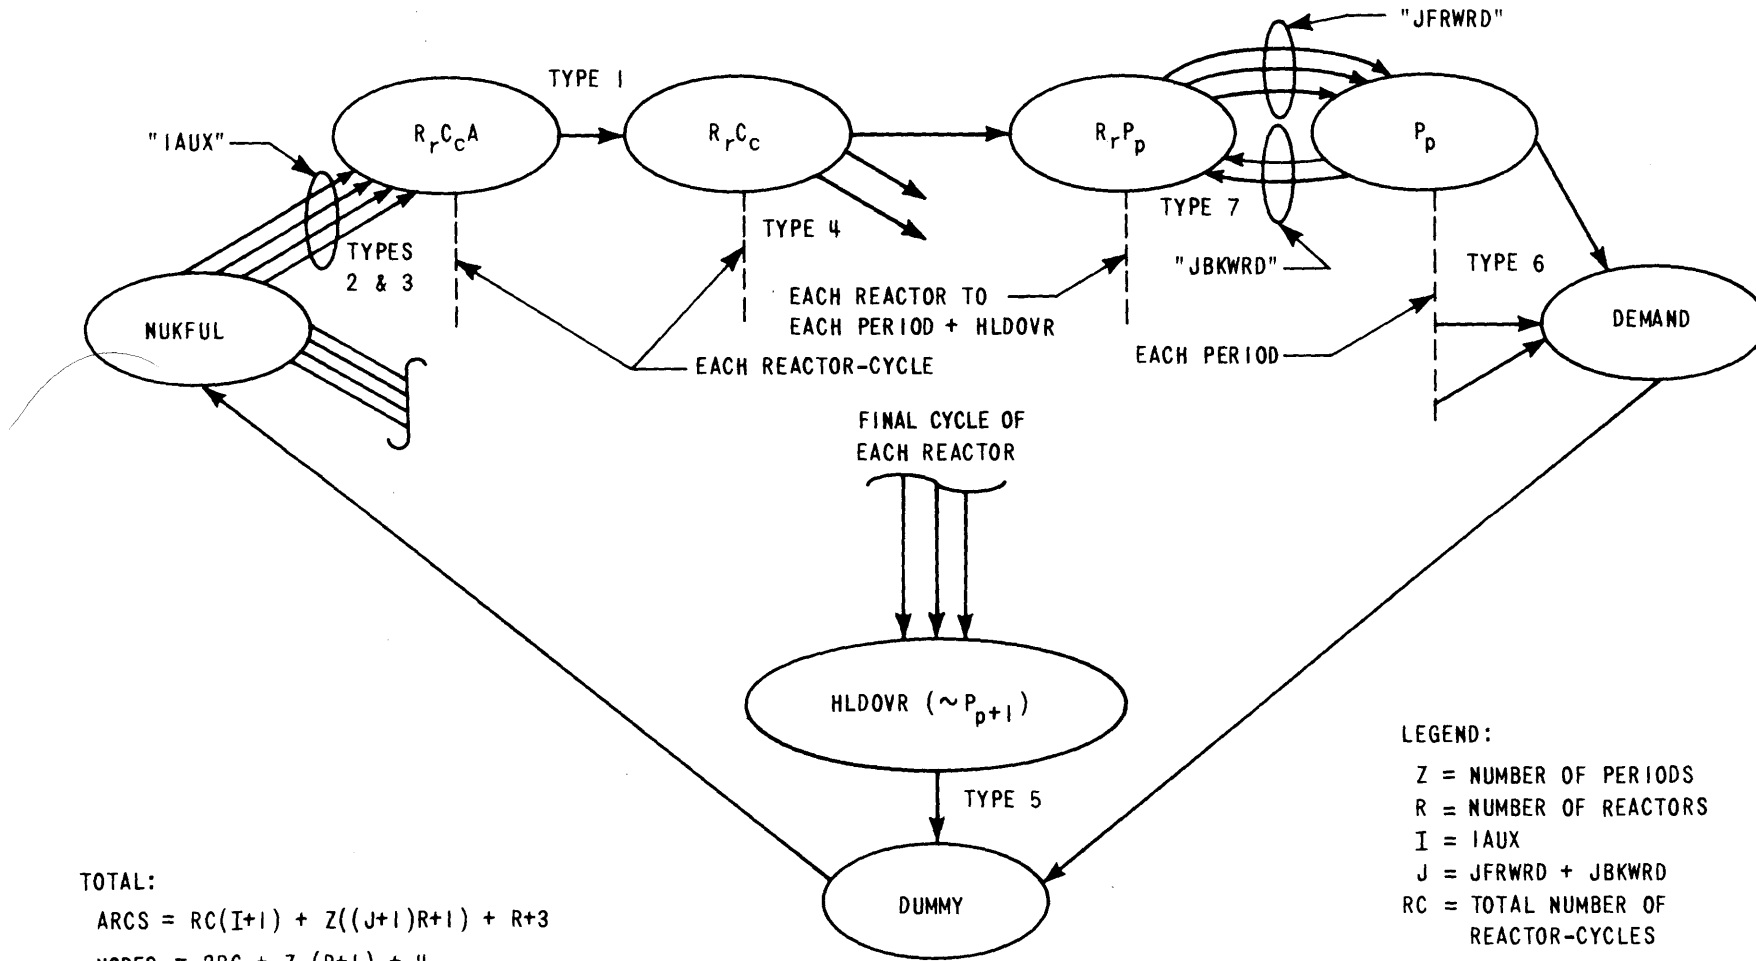 "JFRWRD"
TYPE 1
"IAUX"
RrCcA
RrCc
RrPp
Pp
TYPES
2 & 3
TYPE 4
TYPE 7
"JBKWRD"
TYPE 6
NUKFUL
EACH REACTOR TO
EACH PERIOD + HLDOVR
DEMAND
EACH REACTOR-CYCLE
EACH PERIOD
FINAL CYCLE OF
EACH REACTOR
HLDOVR (~Pp+1)
TYPE 5
DUMMY
LEGEND:
Z = NUMBER OF PERIODS
R = NUMBER OF REACTORS
I = IAUX
J = JFRWRD + JBKWRD
RC = TOTAL NUMBER OF
REACTOR-CYCLES
TOTAL:
ARCS = RC(I+1) + Z((J+1)R+1) + R+3